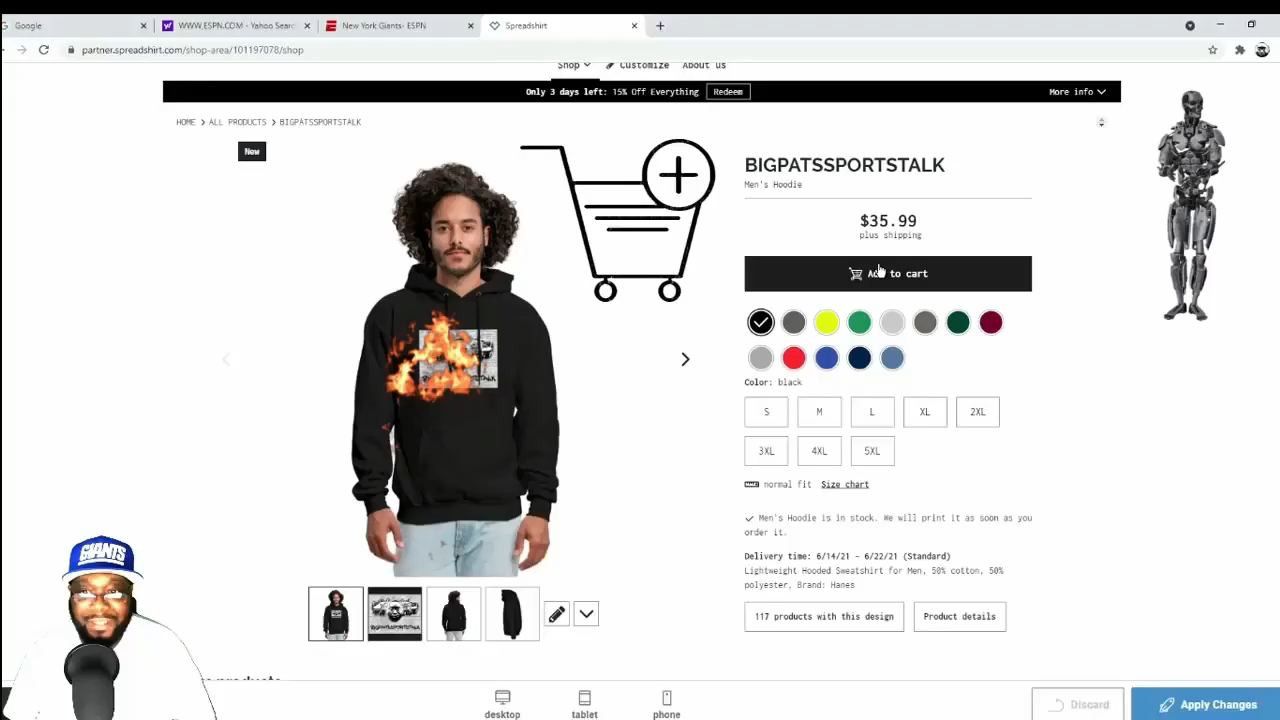 Google
WWW.ESPN.COM - Yahoo Searc
New York Giants- ESPN
Spreadshirt
partner.spreadshirt.com/shop-area/101197078/shop
Shop Customize About us
Only 3 days left: 15% Off Everything Redeem More info
HOME > ALL PRODUCTS > BIGPATSSPORTSTALK
New
BIGPATSSPORTSTALK
Men's Hoodie
$35.99
plus shipping
Add to cart
Color: black
S M L XL 2XL
3XL 4XL 5XL
normal fit Size chart
Men's Hoodie is in stock. We will print it as soon as you
order it.
Delivery time: 6/14/21 - 6/22/21 (Standard)
Lightweight Hooded Sweatshirt for Men, 50% cotton, 50%
polyester, Brand: Hanes
117 products with this design Product details
GIANTS
desktop tablet phone
Discard Apply Changes